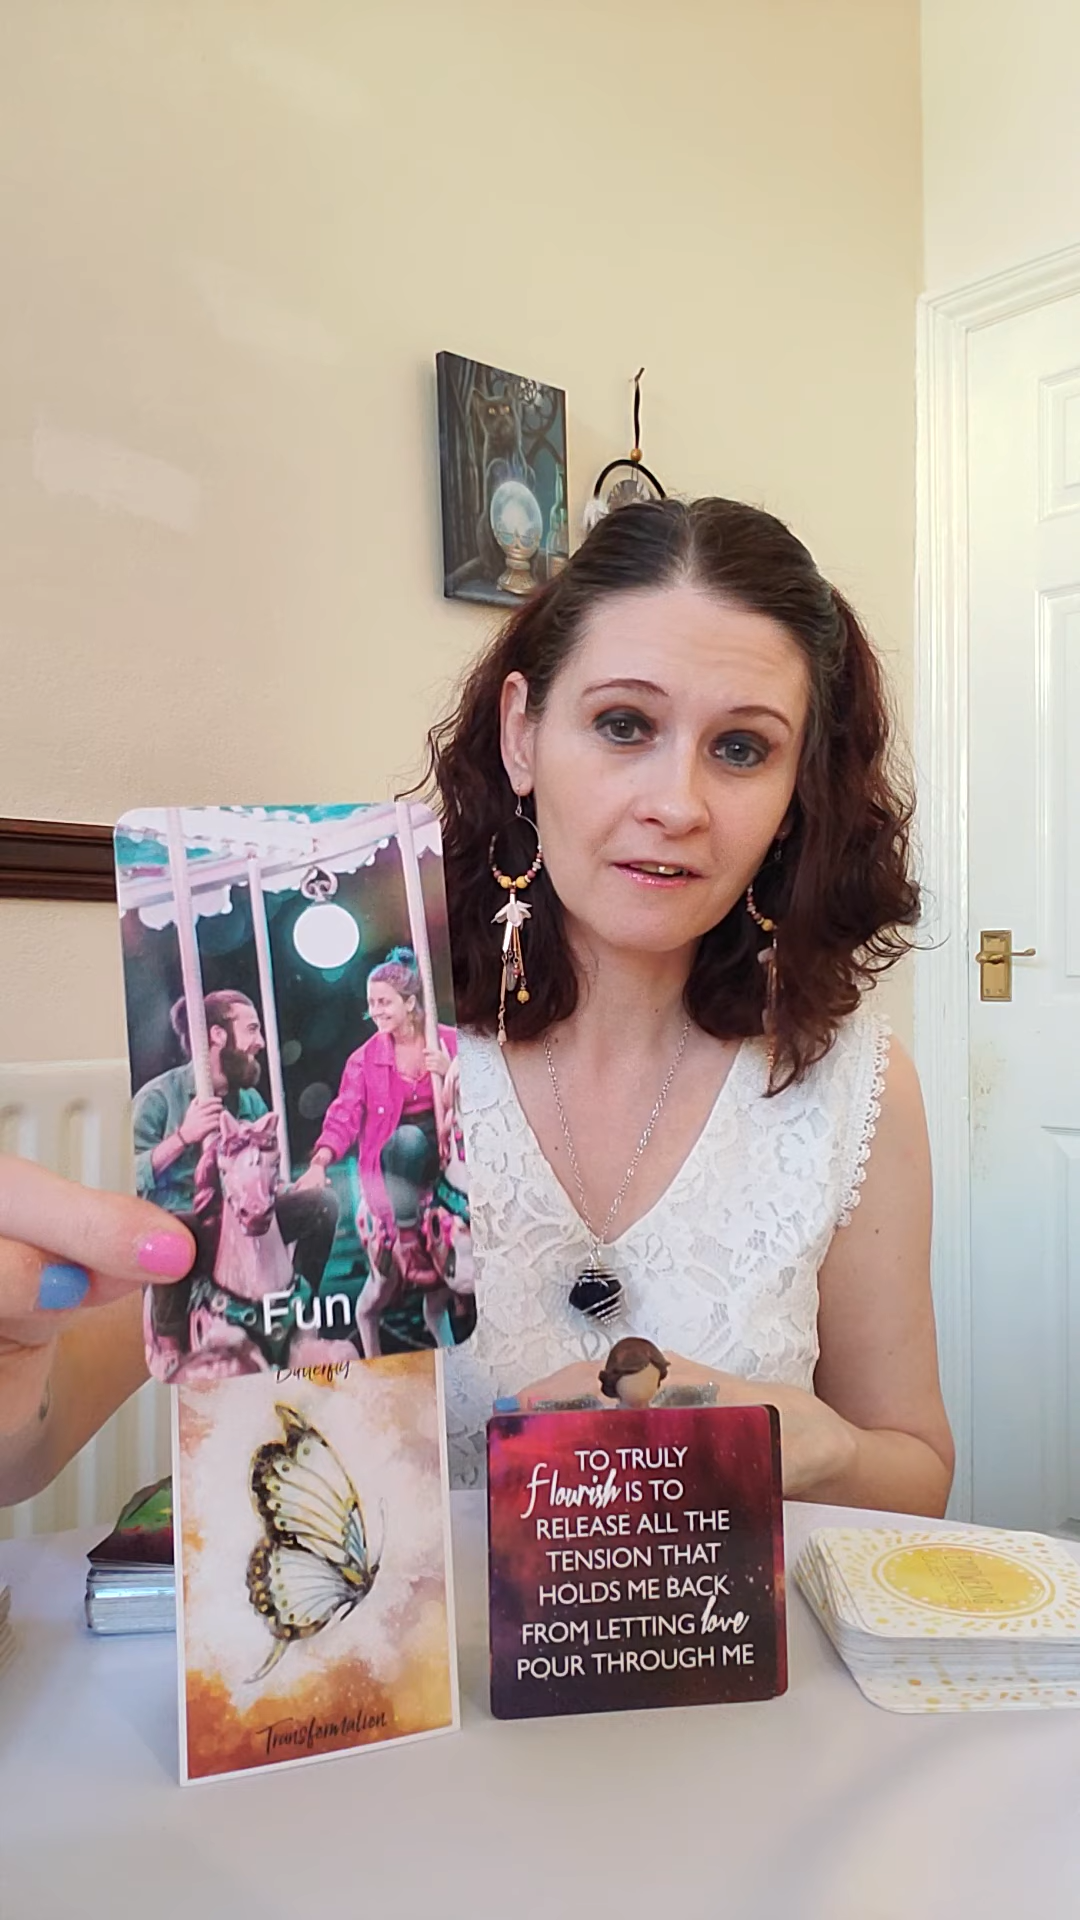 Fun
Butterfly
Transformation
TO TRULY
flourish IS TO
RELEASE ALL THE
TENSION THAT
HOLDS ME BACK
FROM LETTING love
POUR THROUGH ME